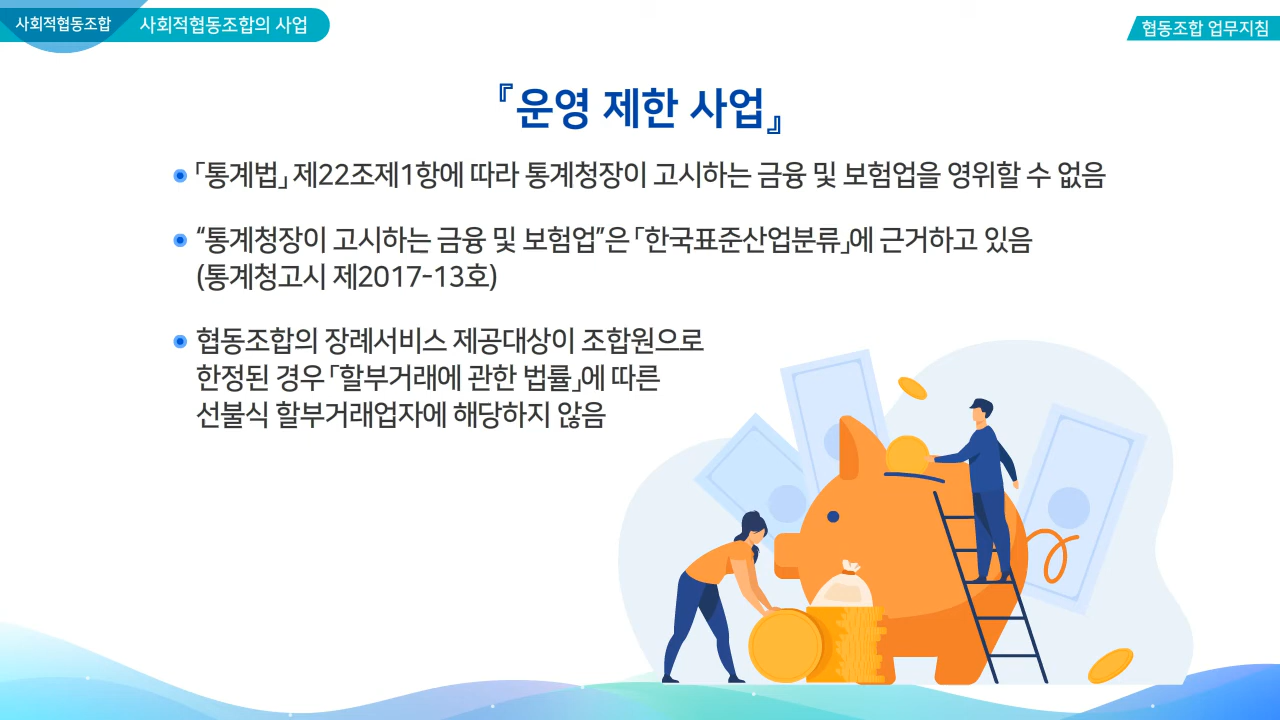 사회적협동조합
사회적협동조합의 사업
협동조합 업무지침
『운영 제한 사업』
「통계법」 제22조제1항에 따라 통계청장이 고시하는 금융 및 보험업을 영위할 수 없음
“통계청장이 고시하는 금융 및 보험업”은 「한국표준산업분류」에 근거하고 있음
(통계청고시 제2017-13호)
협동조합의 장례서비스 제공대상이 조합원으로
한정된 경우 「할부거래에 관한 법률」에 따른
선불식 할부거래업자에 해당하지 않음